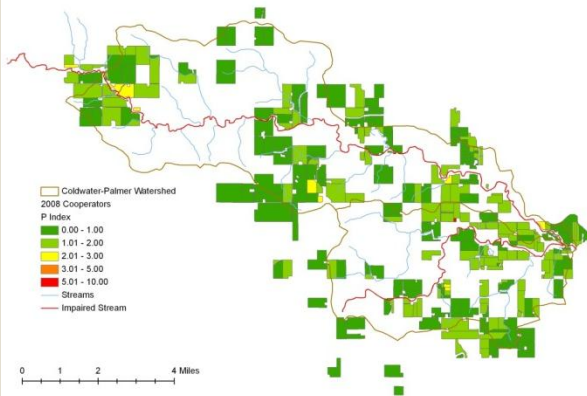 Coldwater-Palmer Watershed
2008 Cooperators
P Index
0.00 - 1.00
1.01 - 2.00
2.01 - 3.00
3.01 - 5.00
5.01 - 10.00
Streams
Impaired Stream
0 1 2 4 Miles